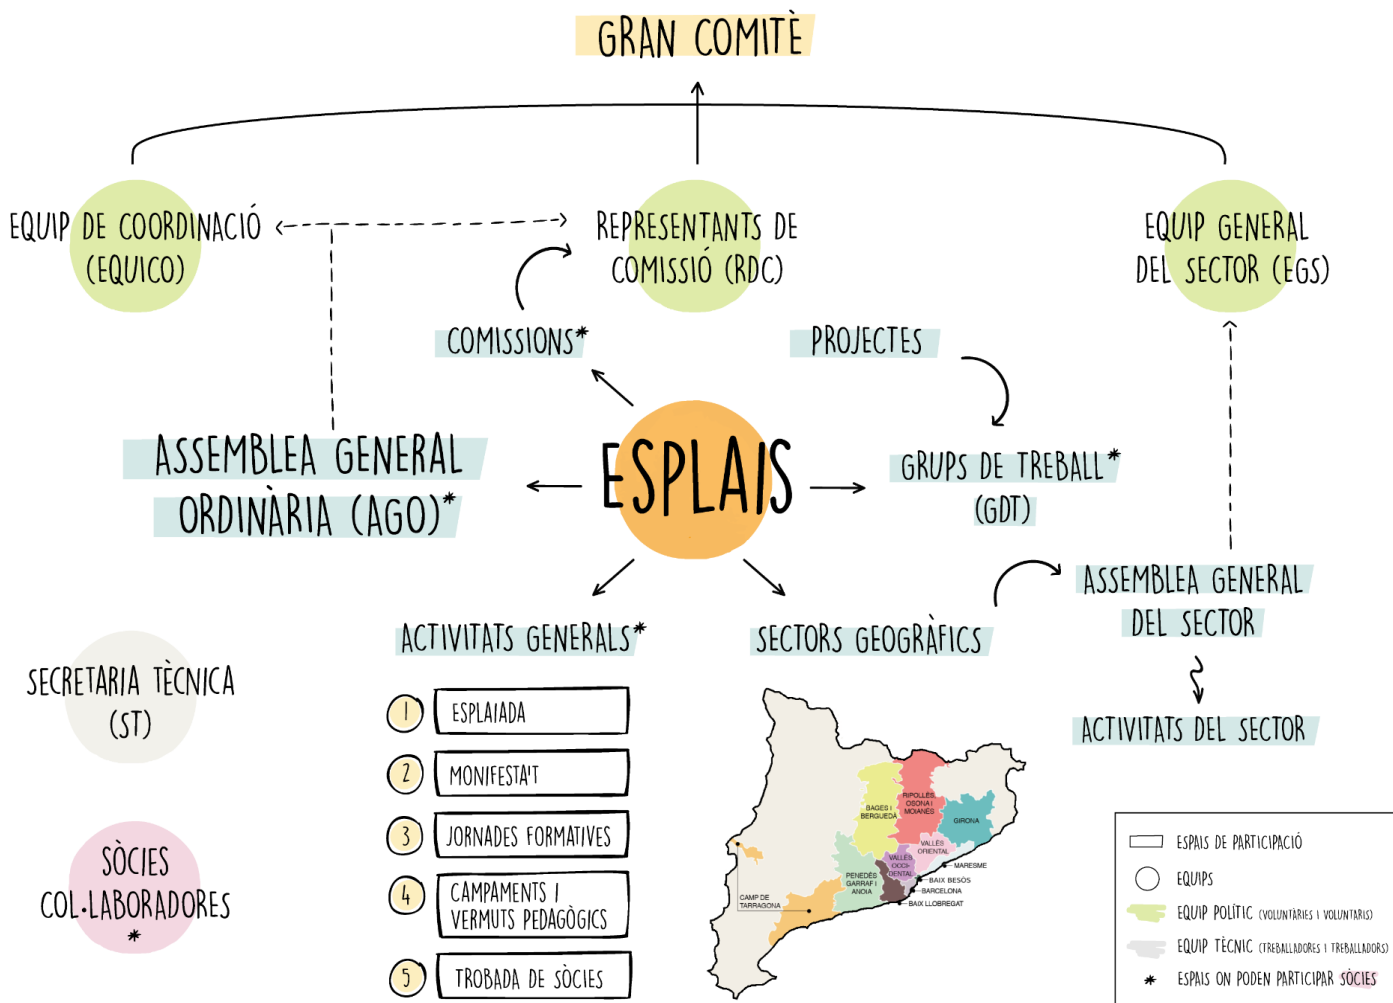 GRAN COMITÈ
EQUIP DE COORDINACIÓ
(EQUICO)
REPRESENTANTS DE
COMISSIÓ (RDC)
EQUIP GENERAL
DEL SECTOR (EGS)
COMISSIONS*
PROJECTES
ASSEMBLEA GENERAL
ORDINÀRIA (AGO)*
ESPLAIS
GRUPS DE TREBALL*
(GDT)
ASSEMBLEA GENERAL
DEL SECTOR
ACTIVITATS DEL SECTOR
ACTIVITATS GENERALS*
SECTORS GEOGRÀFICS
SECRETARIA TÈCNICA
(ST)
SÒCIES
COL·LABORADORES
*
1 ESPLAIADA
2 MONIFESTA'T
3 JORNADES FORMATIVES
4 CAMPAMENTS I
VERMUTS PEDAGÒGICS
5 TROBADA DE SÒCIES
BAGES I
BERGUEDÀ
RIPOLLÈS
OSONA I
MOIANÈS
GIRONA
VALLÈS
ORIENTAL
VALLÈS
OCCI-
DENTAL
PENEDÈS
GARRAF I
ANOIA
MARESME
BAIX BESÒS
BARCELONA
BAIX LLOBREGAT
CAMP DE
TARRAGONA
ESPAIS DE PARTICIPACIÓ
EQUIPS
EQUIP POLÍTIC (VOLUNTÀRIES I VOLUNTARIS)
EQUIP TÈCNIC (TREBALLADORES I TREBALLADORS)
* ESPAIS ON PODEN PARTICIPAR SÒCIES